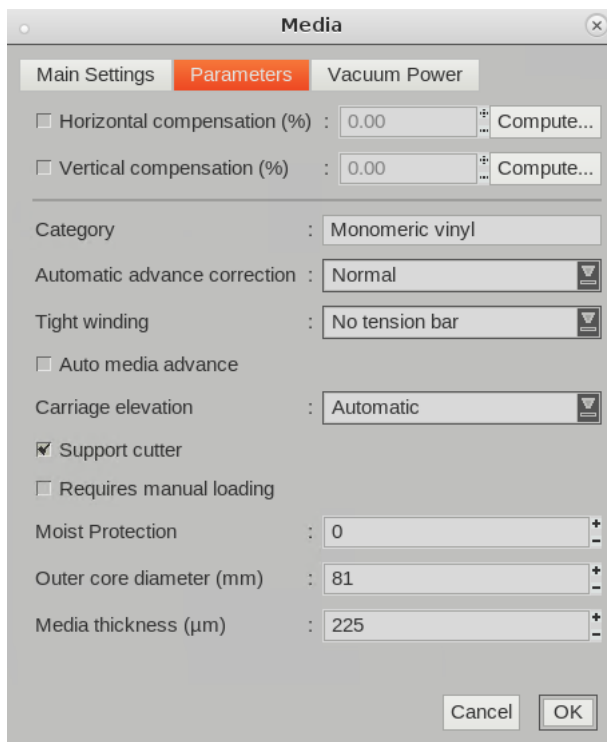 Media
Main Settings Parameters Vacuum Power
Horizontal compensation (%) : 0.00 Compute...
Vertical compensation (%) : 0.00 Compute...
Category : Monomeric vinyl
Automatic advance correction : Normal
Tight winding : No tension bar
Auto media advance
Carriage elevation : Automatic
Support cutter
Requires manual loading
Moist Protection : 0
Outer core diameter (mm) : 81
Media thickness (µm) : 225
Cancel OK